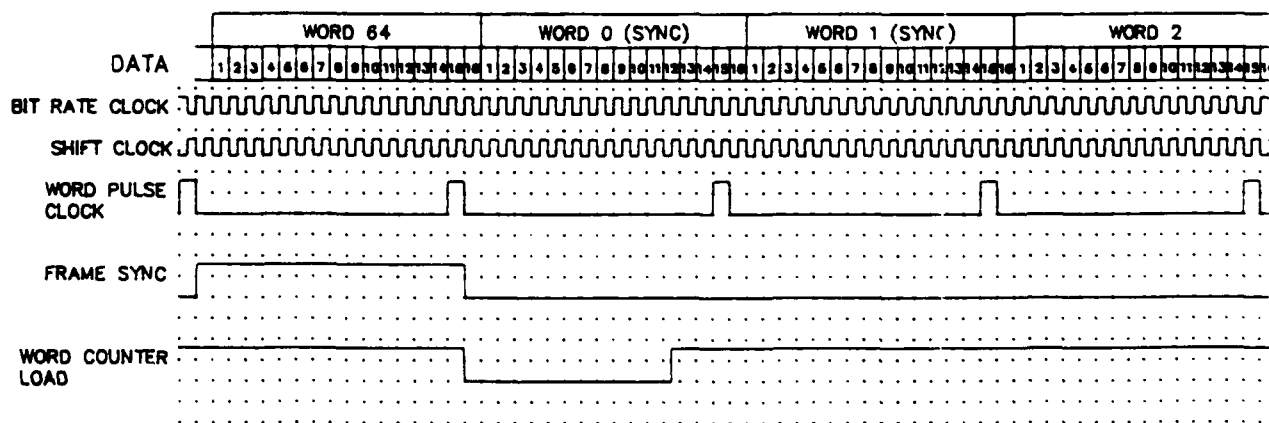 WORD 64 WORD 0 (SYNC) WORD 1 (SYNC) WORD 2
DATA 1 2 3 4 5 6 7 8 9 10 11 12 13 14 15 16 1 2 3 4 5 6 7 8 9 10 11 12 13 14 15 16 1 2 3 4 5 6 7 8 9 10 11 12 13 14 15 16 1 2 3 4 5 6 7 8 9 10 11 12 13 14 15
BIT RATE CLOCK
SHIFT CLOCK
WORD PULSE
CLOCK
FRAME SYNC
WORD COUNTER
LOAD